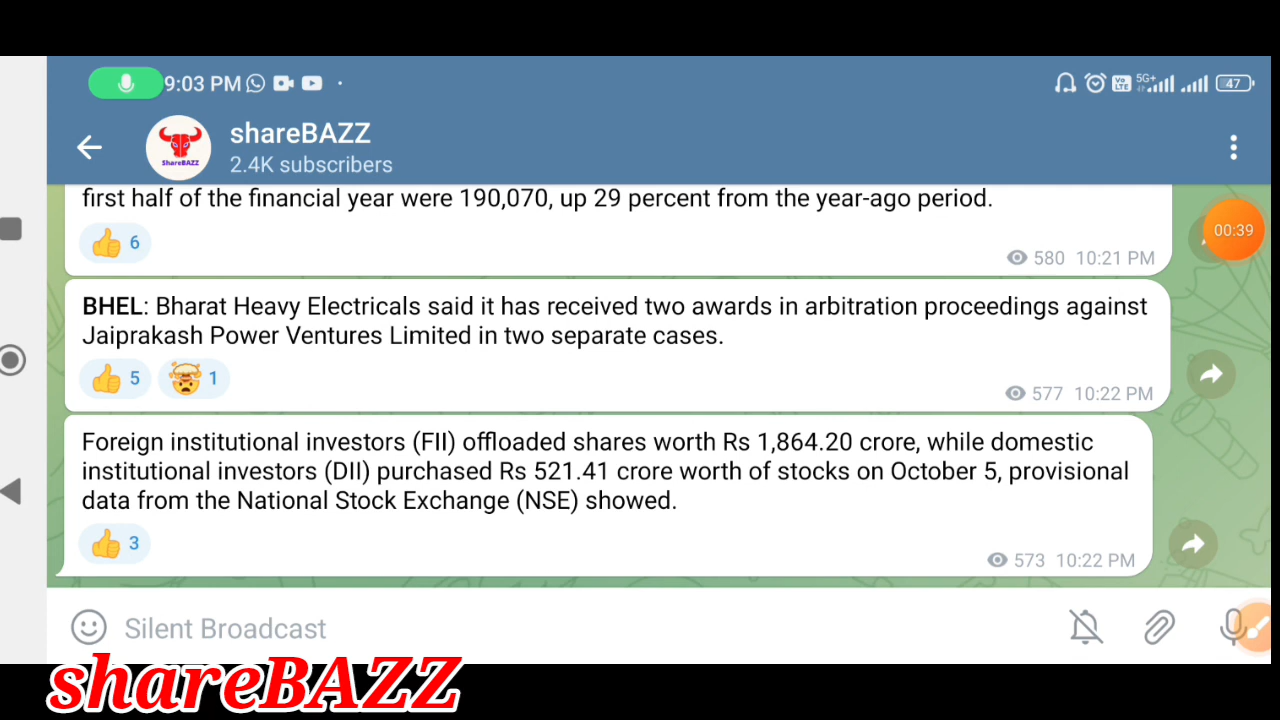 9:03 PM
5G+
Vo
LTE
47
shareBAZZ
2.4K subscribers
ShareBAZZ
first half of the financial year were 190,070, up 29 percent from the year-ago period.
00:39
👍 6
580 10:21 PM
BHEL: Bharat Heavy Electricals said it has received two awards in arbitration proceedings against
Jaiprakash Power Ventures Limited in two separate cases.
👍 5 🤯 1
577 10:22 PM
Foreign institutional investors (FII) offloaded shares worth Rs 1,864.20 crore, while domestic
institutional investors (DII) purchased Rs 521.41 crore worth of stocks on October 5, provisional
data from the National Stock Exchange (NSE) showed.
👍 3
573 10:22 PM
Silent Broadcast
shareBAZZ